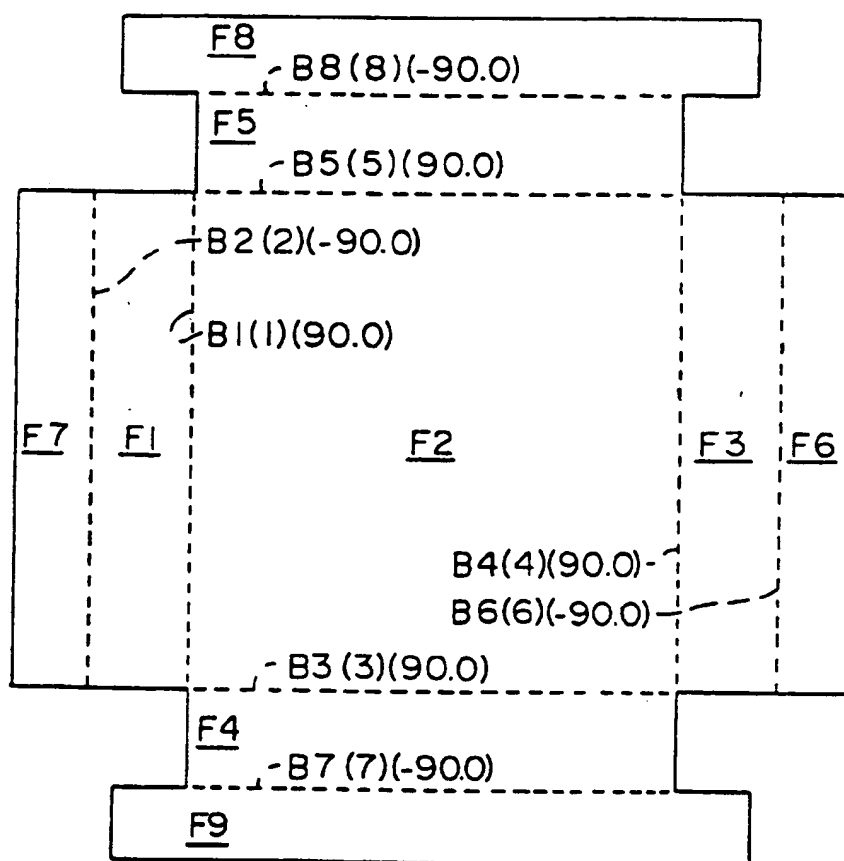 F8
B8(8)(-90.0)
F5
B5(5)(90.0)
B2(2)(-90.0)
B1(1)(90.0)
F7 F1 F2 F3 F6
B4(4)(90.0)
B6(6)(-90.0)
B3(3)(90.0)
F4
B7(7)(-90.0)
F9